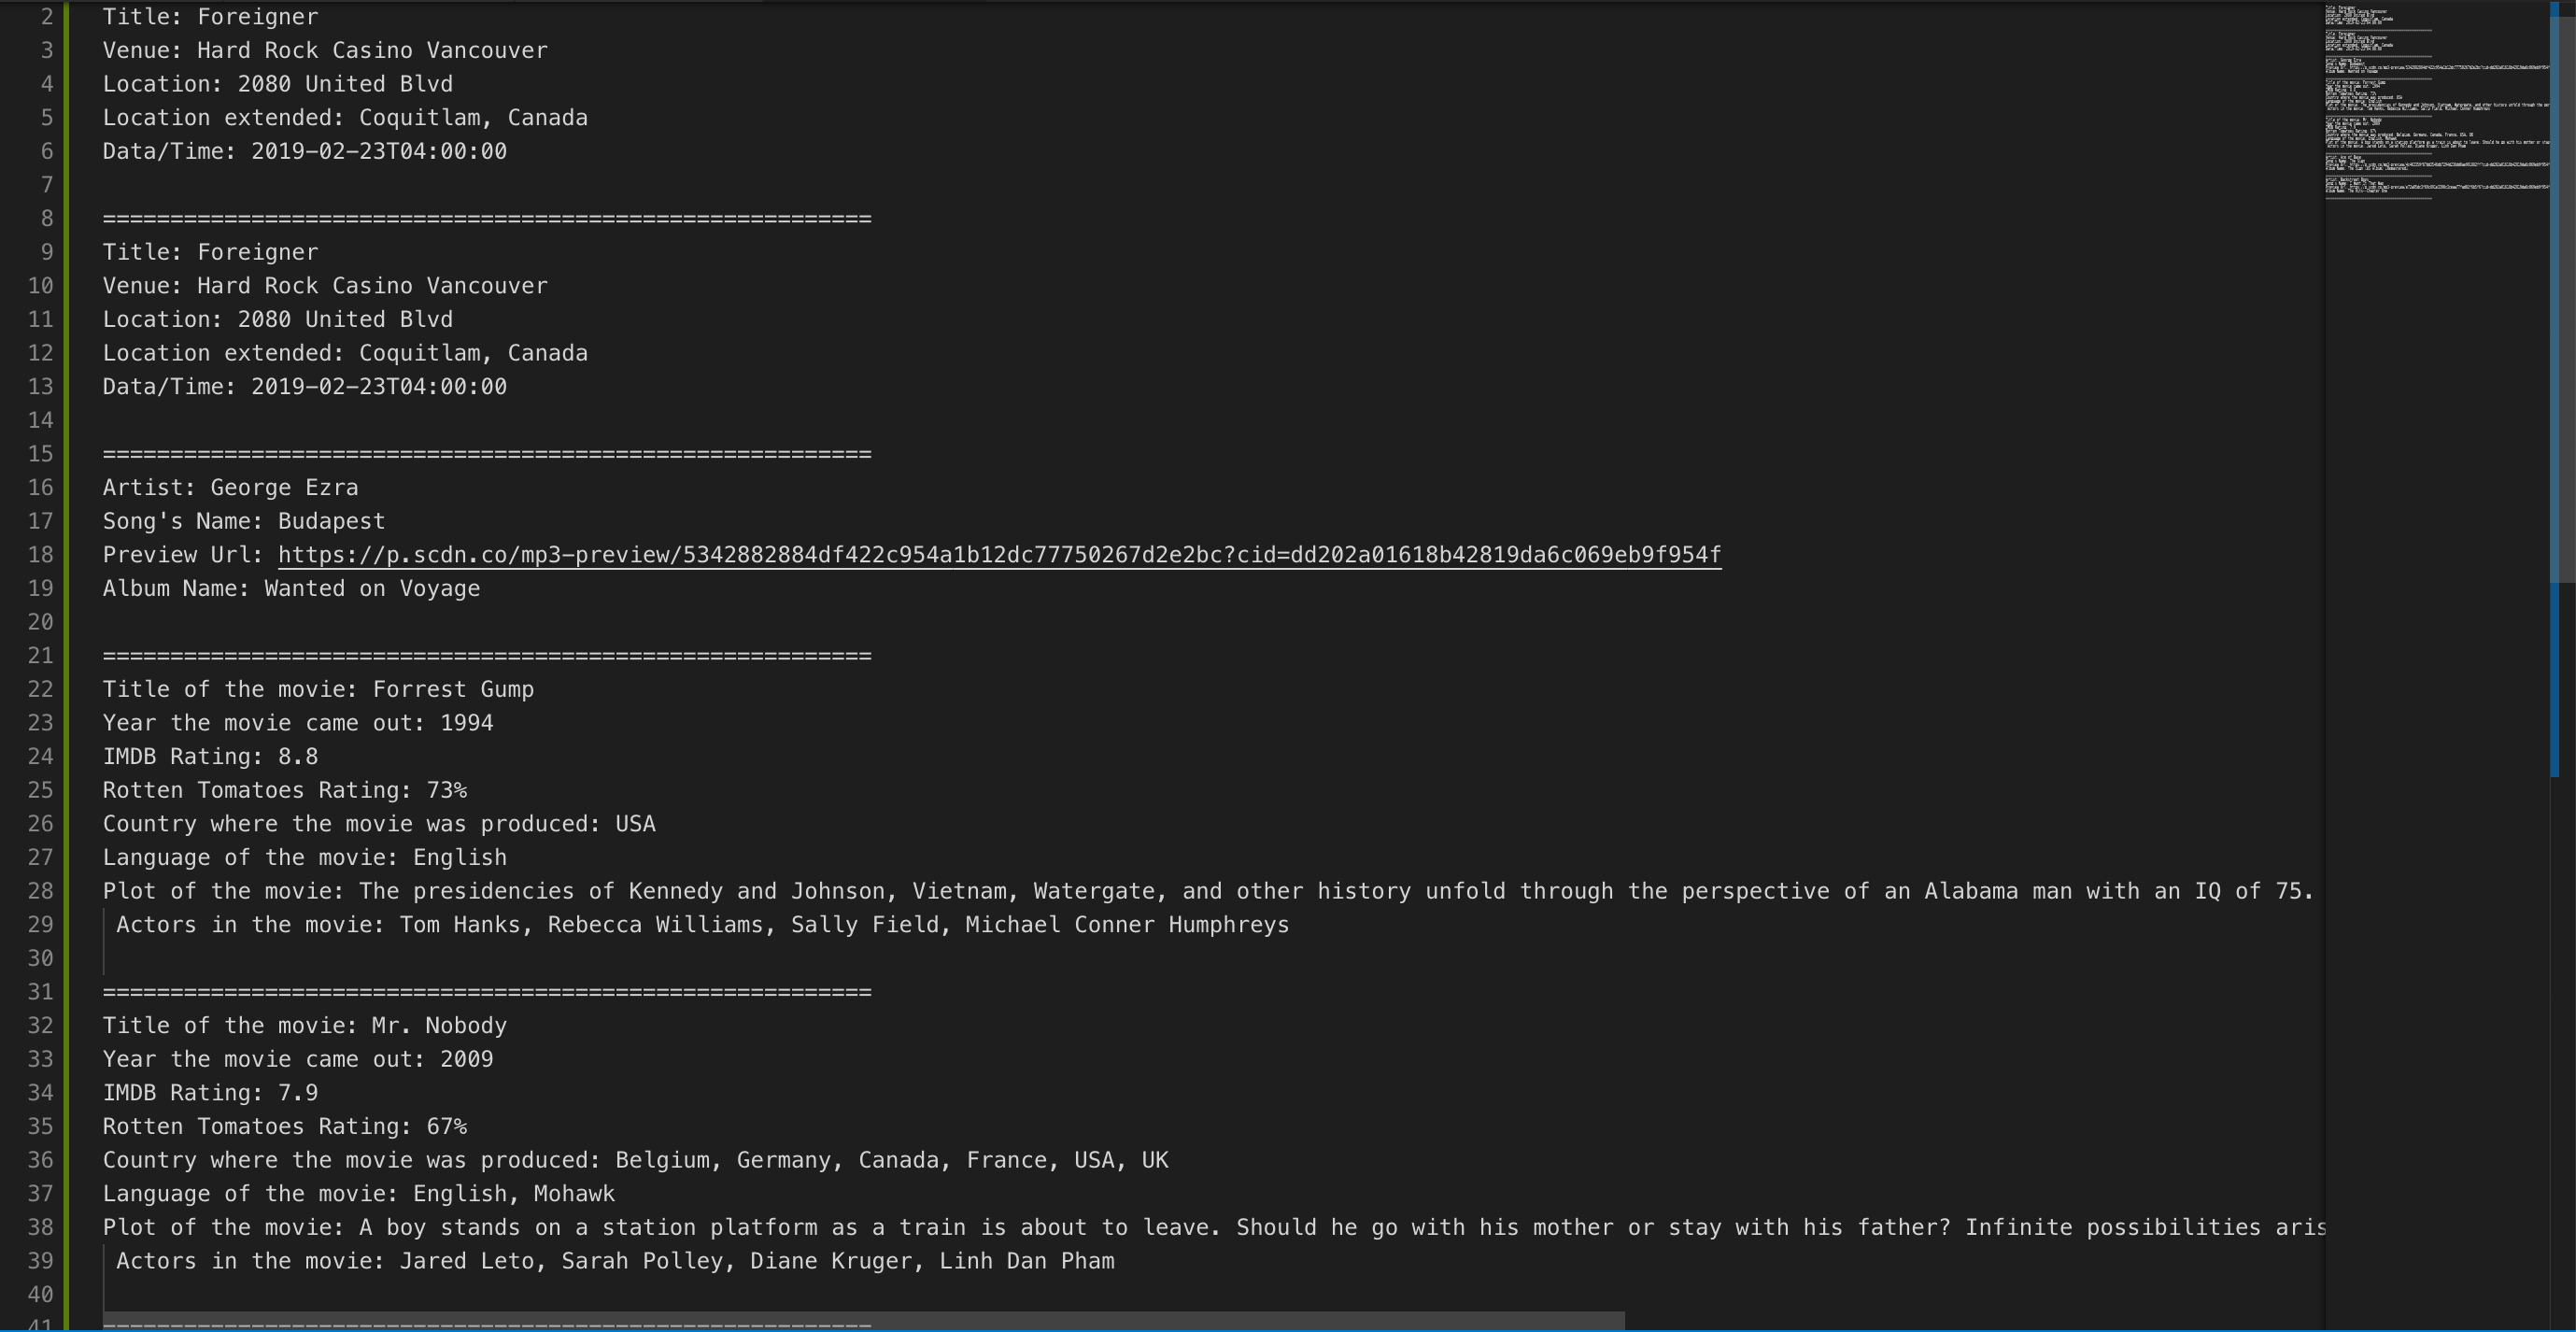 2 Title: Foreigner
3 Venue: Hard Rock Casino Vancouver
4 Location: 2080 United Blvd
5 Location extended: Coquitlam, Canada
6 Data/Time: 2019-02-23T04:00:00
7
8 =========================================================
9 Title: Foreigner
10 Venue: Hard Rock Casino Vancouver
11 Location: 2080 United Blvd
12 Location extended: Coquitlam, Canada
13 Data/Time: 2019-02-23T04:00:00
14
15 =========================================================
16 Artist: George Ezra
17 Song's Name: Budapest
18 Preview Url: https://p.scdn.co/mp3-preview/5342882884df422c954a1b12dc77750267d2e2bc?cid=dd202a01618b42819da6c069eb9f954f
19 Album Name: Wanted on Voyage
20
21 =========================================================
22 Title of the movie: Forrest Gump
23 Year the movie came out: 1994
24 IMDB Rating: 8.8
25 Rotten Tomatoes Rating: 73%
26 Country where the movie was produced: USA
27 Language of the movie: English
28 Plot of the movie: The presidencies of Kennedy and Johnson, Vietnam, Watergate, and other history unfold through the perspective of an Alabama man with an IQ of 75.
29 Actors in the movie: Tom Hanks, Rebecca Williams, Sally Field, Michael Conner Humphreys
30
31 =========================================================
32 Title of the movie: Mr. Nobody
33 Year the movie came out: 2009
34 IMDB Rating: 7.9
35 Rotten Tomatoes Rating: 67%
36 Country where the movie was produced: Belgium, Germany, Canada, France, USA, UK
37 Language of the movie: English, Mohawk
38 Plot of the movie: A boy stands on a station platform as a train is about to leave. Should he go with his mother or stay with his father? Infinite possibilities aris
39 Actors in the movie: Jared Leto, Sarah Polley, Diane Kruger, Linh Dan Pham
40
41 =========================================================